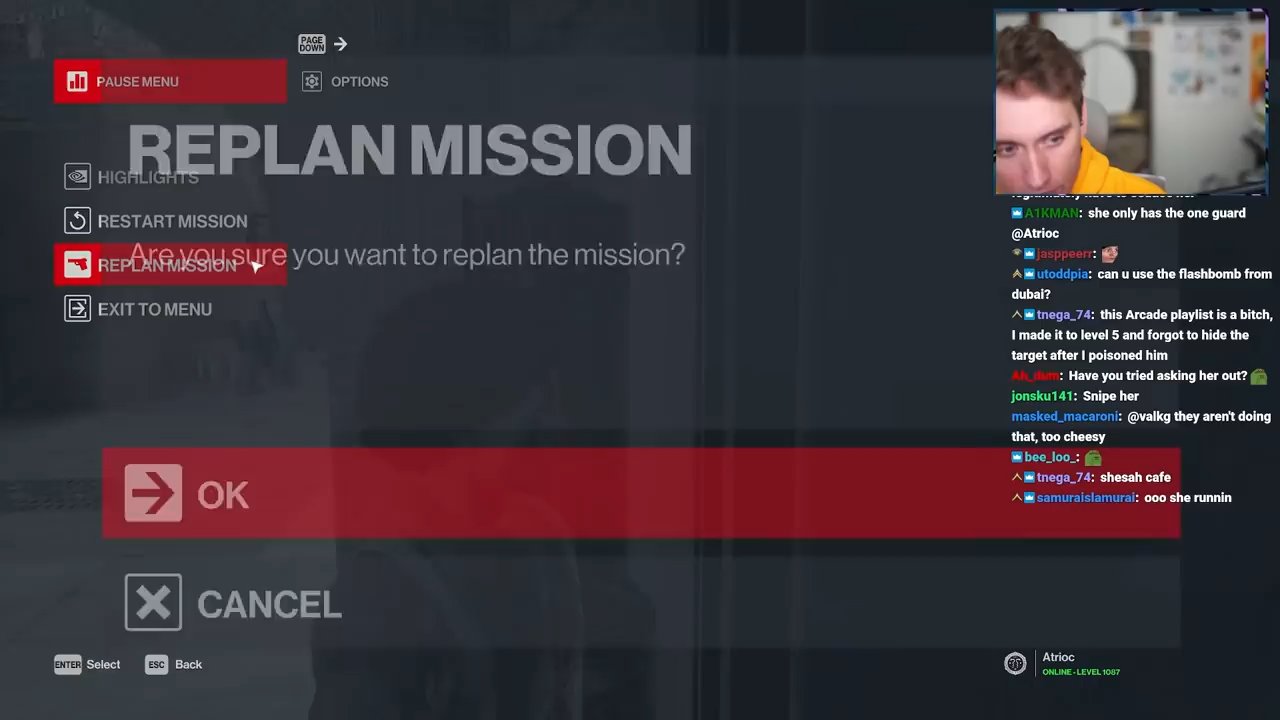 PAGE DOWN
PAUSE MENU
OPTIONS
REPLAN MISSION
HIGHLIGHTS
RESTART MISSION
Are you sure you want to replan the mission?
REPLAN MISSION
EXIT TO MENU
OK
CANCEL
ENTER Select
ESC Back
Atrioc
ONLINE - LEVEL 1087
A1KMAN: she only has the one guard
@Atrioc
jasppeerr:
utoddpia: can u use the flashbomb from
dubai?
tnega_74: this Arcade playlist is a bitch,
I made it to level 5 and forgot to hide the
target after I poisoned him
Have you tried asking her out?
jonsku141: Snipe her
masked_macaroni: @valkg they aren't doing
that, too cheesy
bee_loo_:
tnega_74: shesah cafe
samuraislamurai: ooo she runnin